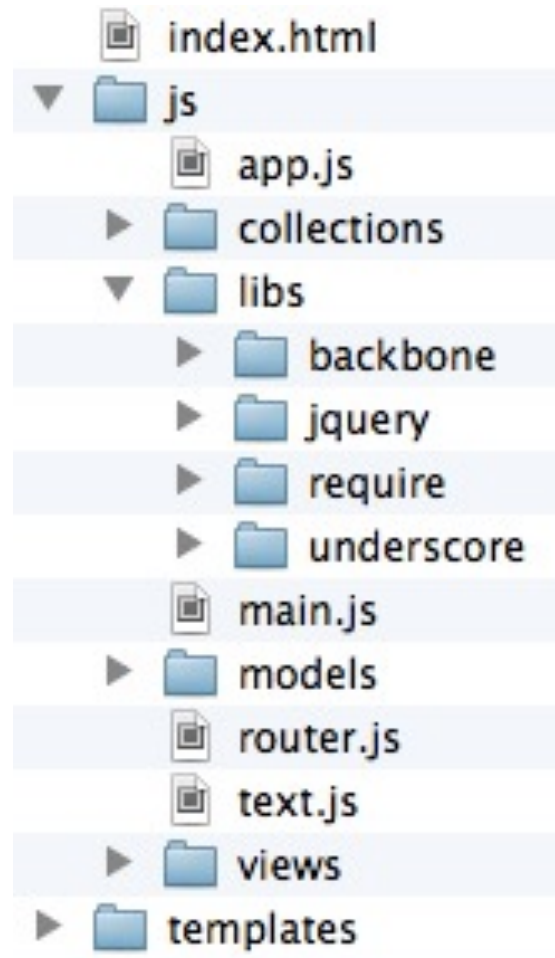 index.html
js
app.js
collections
libs
backbone
jquery
require
underscore
main.js
models
router.js
text.js
views
templates